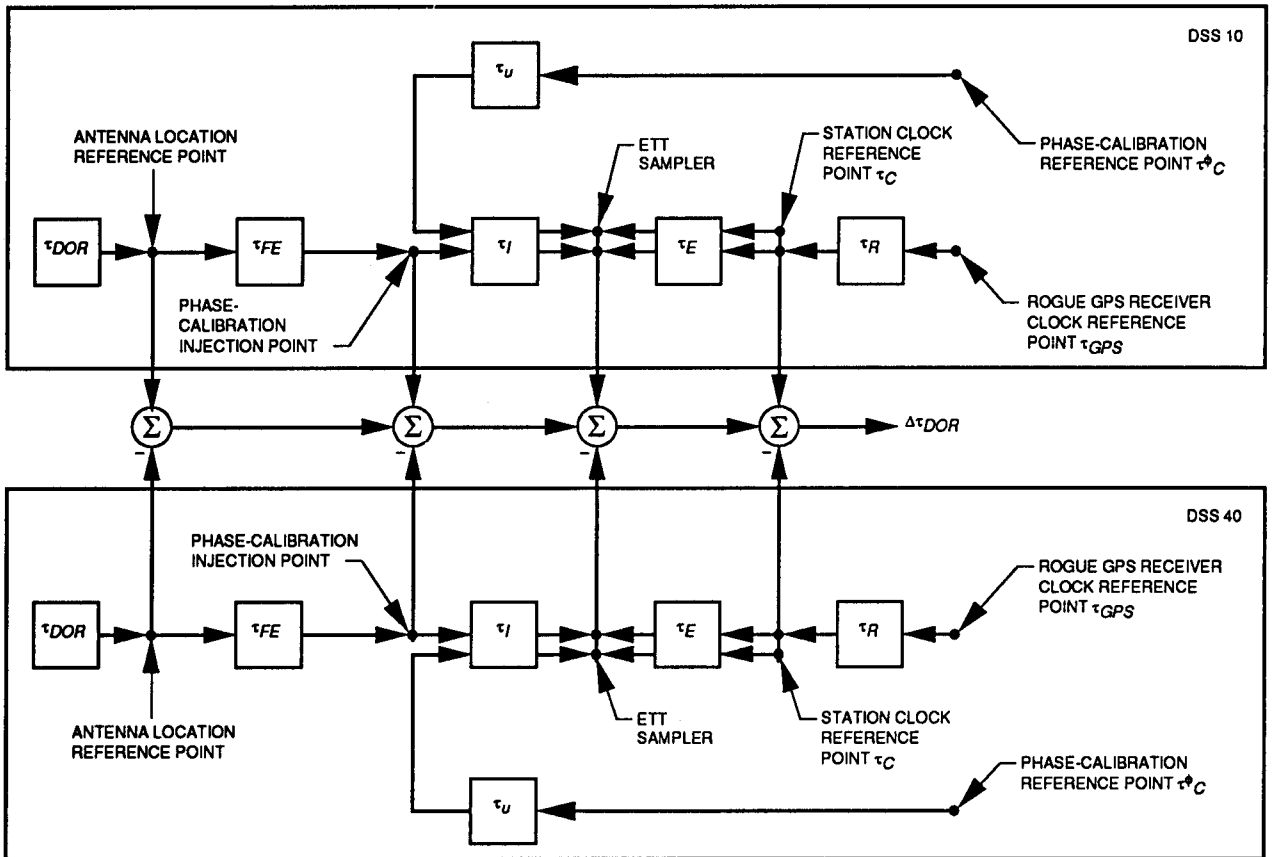 DSS 10
τu
ANTENNA LOCATION
REFERENCE POINT
ETT
SAMPLER
STATION CLOCK
REFERENCE
POINT τC
PHASE-CALIBRATION
REFERENCE POINT τϕC
τDOR
τFE
τI
τE
τR
PHASE-
CALIBRATION
INJECTION POINT
ROGUE GPS RECEIVER
CLOCK REFERENCE
POINT τGPS
Σ
Σ
Σ
Σ
ΔτDOR
-
-
-
-
DSS 40
PHASE-CALIBRATION
INJECTION POINT
ROGUE GPS RECEIVER
CLOCK REFERENCE
POINT τGPS
τDOR
τFE
τI
τE
τR
ANTENNA LOCATION
REFERENCE POINT
ETT
SAMPLER
STATION CLOCK
REFERENCE
POINT τC
PHASE-CALIBRATION
REFERENCE POINT τϕC
τu